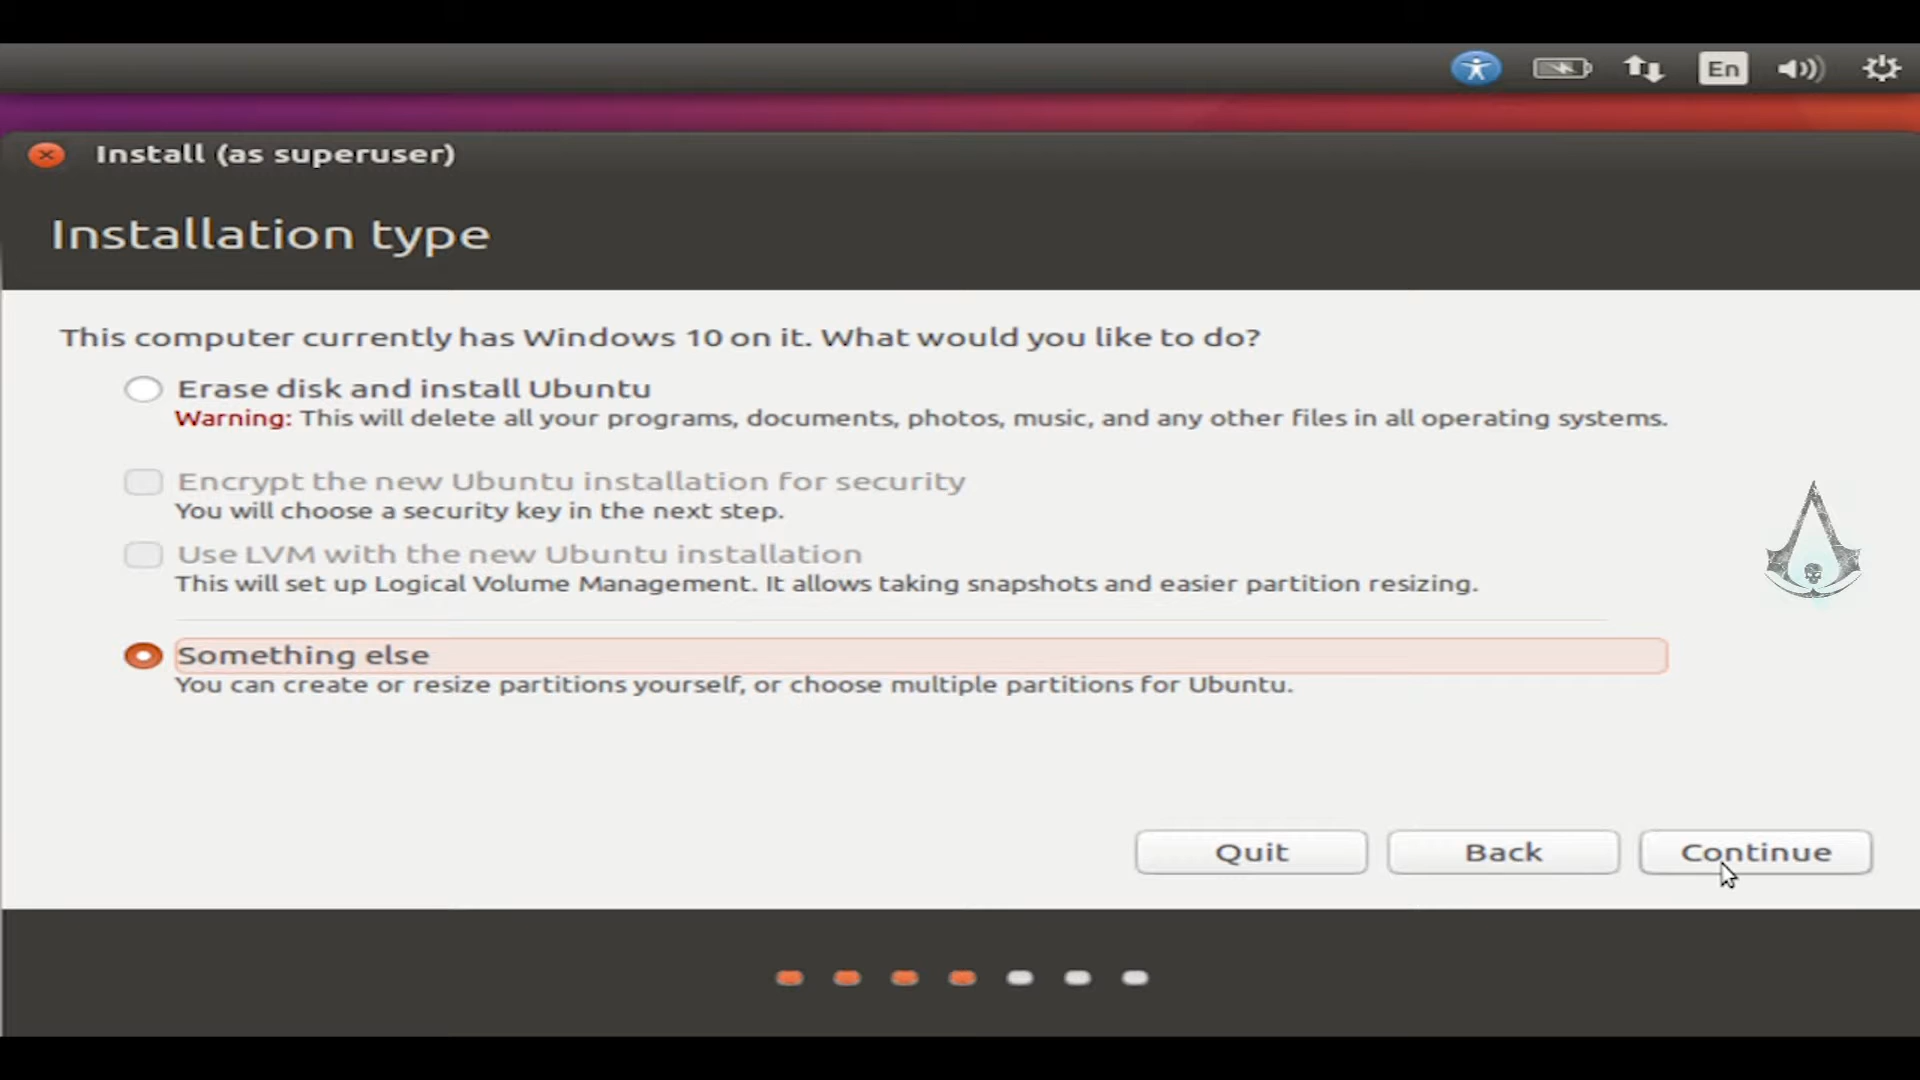 En
Install (as superuser)
Installation type
This computer currently has Windows 10 on it. What would you like to do?
Erase disk and install Ubuntu
Warning: This will delete all your programs, documents, photos, music, and any other files in all operating systems.
Encrypt the new Ubuntu installation for security
You will choose a security key in the next step.
Use LVM with the new Ubuntu installation
This will set up Logical Volume Management. It allows taking snapshots and easier partition resizing.
Something else
You can create or resize partitions yourself, or choose multiple partitions for Ubuntu.
Quit
Back
Continue